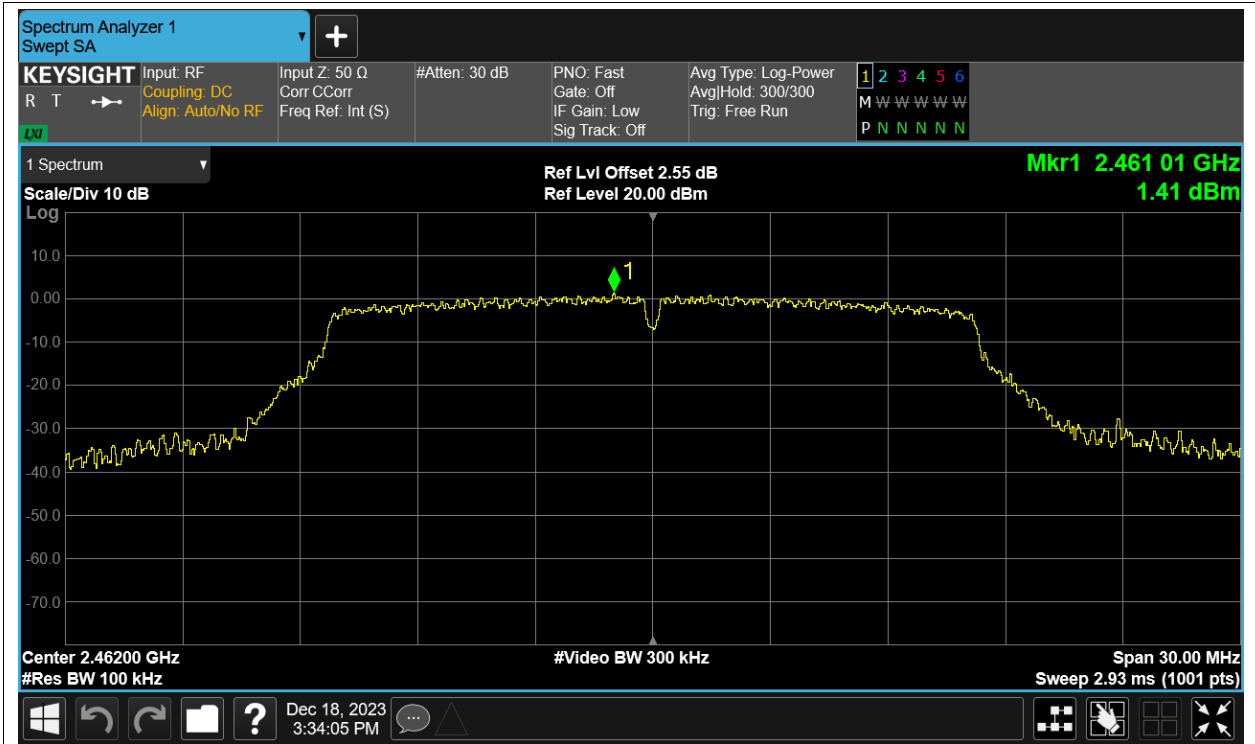 Spectrum Analyzer 1
Swept SA
KEYSIGHT
R T
LXI
Input: RF
Coupling: DC
Align: Auto/No RF
Input Z: 50 Ω
Corr CCorr
Freq Ref: Int (S)
#Atten: 30 dB
PNO: Fast
Gate: Off
IF Gain: Low
Sig Track: Off
Avg Type: Log-Power
Avg|Hold: 300/300
Trig: Free Run
1 2 3 4 5 6
M W W W W W
P N N N N N
1 Spectrum
Scale/Div 10 dB
Log
Ref Lvl Offset 2.55 dB
Ref Level 20.00 dBm
Mkr1 2.461 01 GHz
1.41 dBm
1
10.0
0.00
-10.0
-20.0
-30.0
-40.0
-50.0
-60.0
-70.0
Center 2.46200 GHz
#Res BW 100 kHz
#Video BW 300 kHz
Span 30.00 MHz
Sweep 2.93 ms (1001 pts)
?
Dec 18, 2023
3:34:05 PM